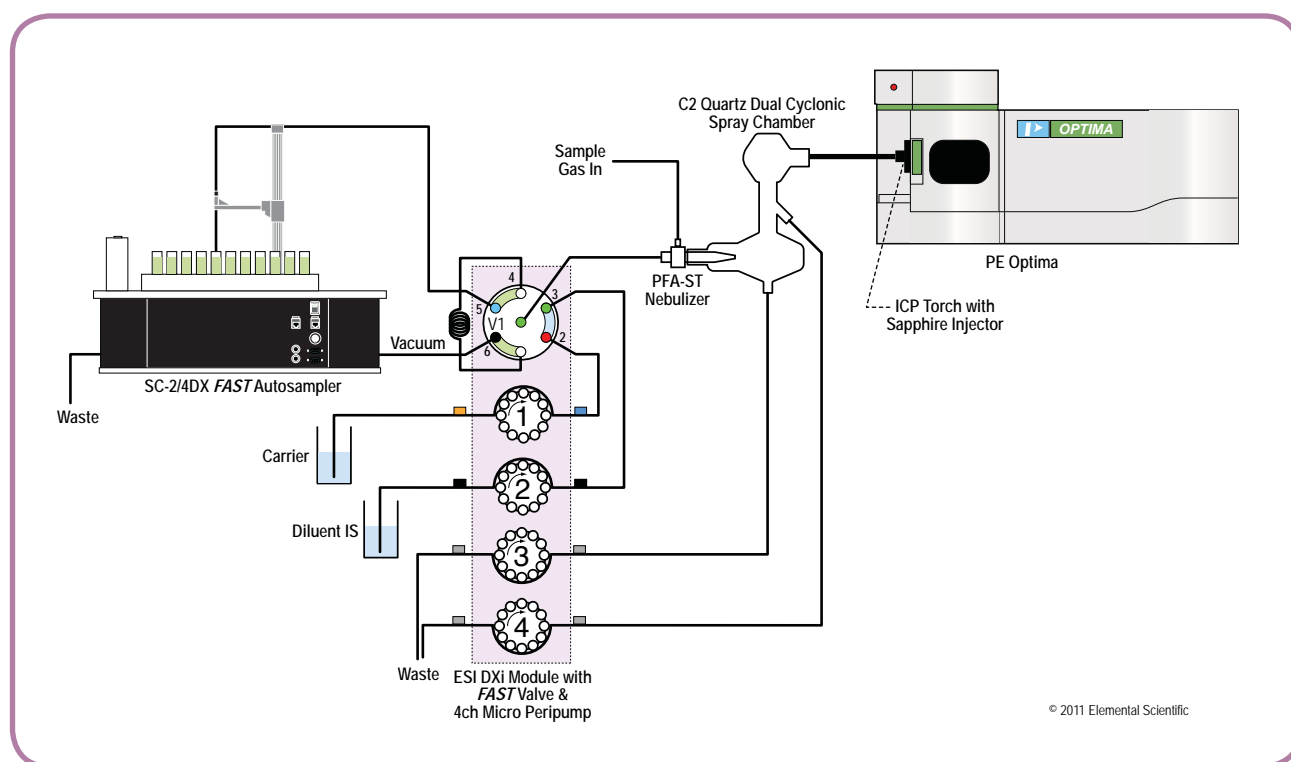 C2 Quartz Dual Cyclonic
Spray Chamber
OPTIMA
Sample
Gas In
PFA-ST
Nebulizer
PE Optima
ICP Torch with
Sapphire Injector
4
3
5
V1
2
6
Vacuum
SC-2/4DX FAST Autosampler
Waste
1
Carrier
2
Diluent IS
3
4
Waste
ESI DXi Module with
FAST Valve &
4ch Micro Peripump
© 2011 Elemental Scientific